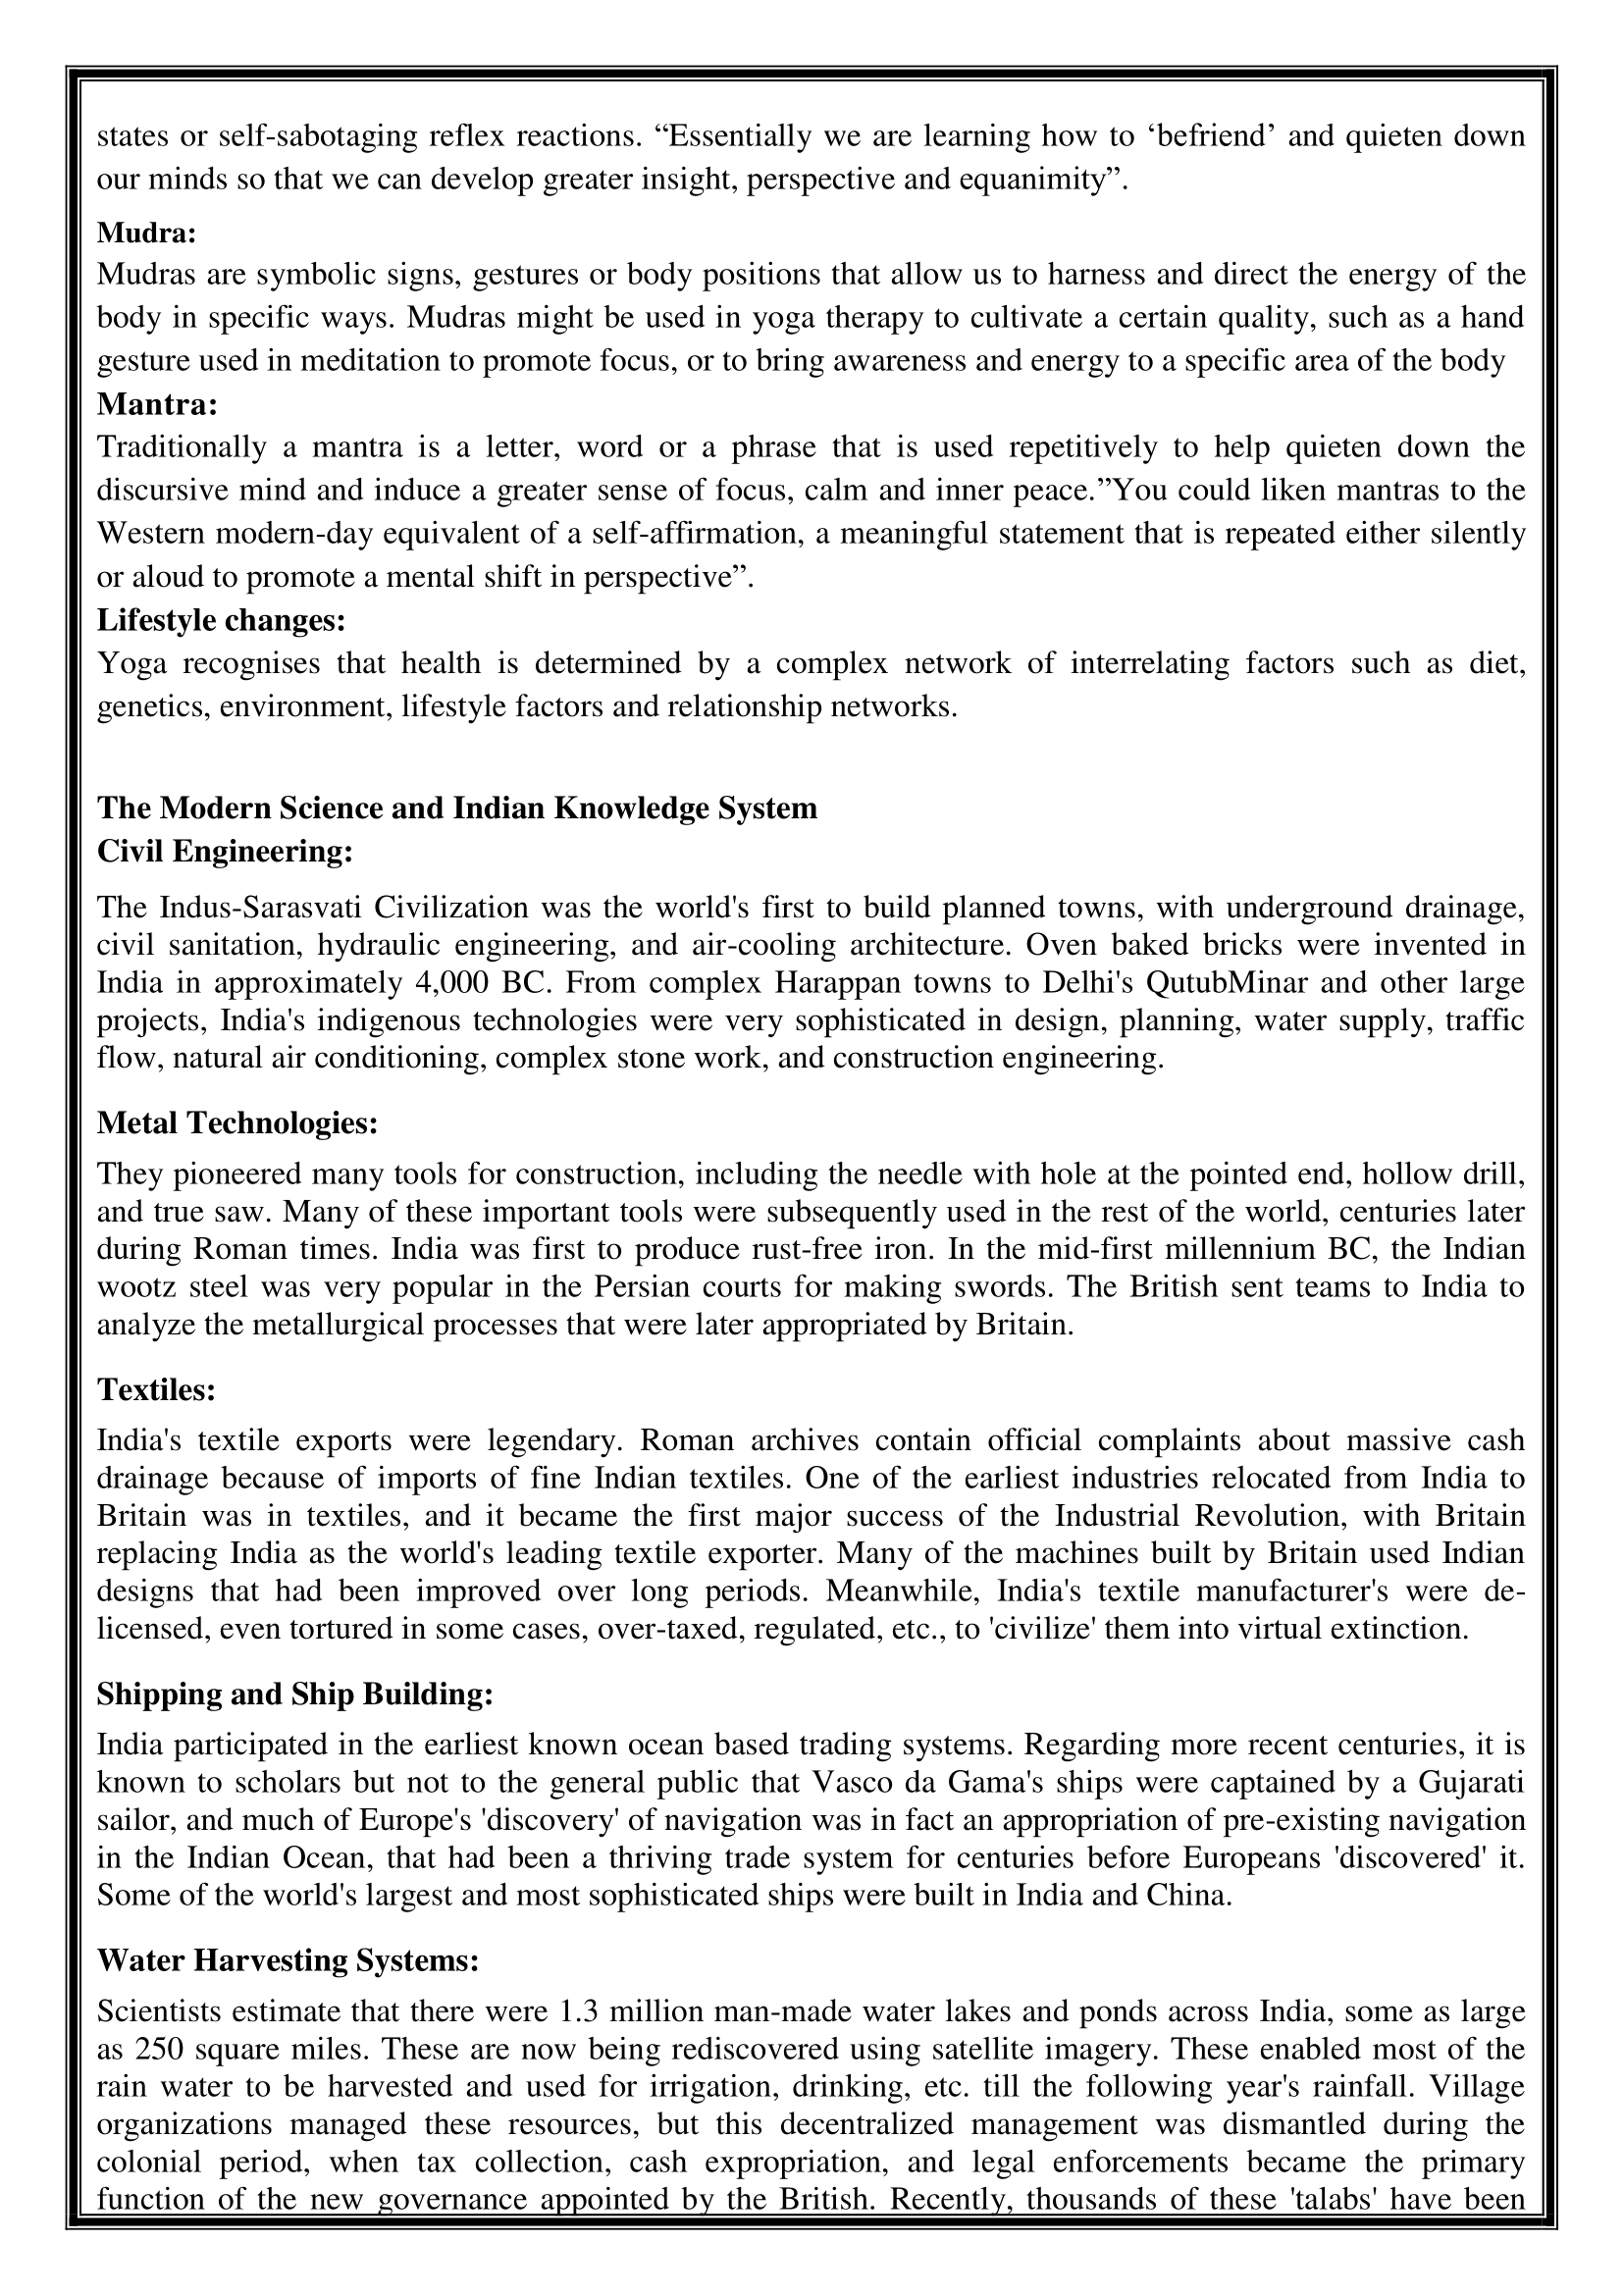 states or self-sabotaging reflex reactions. “Essentially we are learning how to ‘befriend’ and quieten down
our minds so that we can develop greater insight, perspective and equanimity”.
Mudra:
Mudras are symbolic signs, gestures or body positions that allow us to harness and direct the energy of the
body in specific ways. Mudras might be used in yoga therapy to cultivate a certain quality, such as a hand
gesture used in meditation to promote focus, or to bring awareness and energy to a specific area of the body
Mantra:
Traditionally a mantra is a letter, word or a phrase that is used repetitively to help quieten down the
discursive mind and induce a greater sense of focus, calm and inner peace.”You could liken mantras to the
Western modern-day equivalent of a self-affirmation, a meaningful statement that is repeated either silently
or aloud to promote a mental shift in perspective”.
Lifestyle changes:
Yoga recognises that health is determined by a complex network of interrelating factors such as diet,
genetics, environment, lifestyle factors and relationship networks.
The Modern Science and Indian Knowledge System
Civil Engineering:
The Indus-Sarasvati Civilization was the world's first to build planned towns, with underground drainage,
civil sanitation, hydraulic engineering, and air-cooling architecture. Oven baked bricks were invented in
India in approximately 4,000 BC. From complex Harappan towns to Delhi's QutubMinar and other large
projects, India's indigenous technologies were very sophisticated in design, planning, water supply, traffic
flow, natural air conditioning, complex stone work, and construction engineering.
Metal Technologies:
They pioneered many tools for construction, including the needle with hole at the pointed end, hollow drill,
and true saw. Many of these important tools were subsequently used in the rest of the world, centuries later
during Roman times. India was first to produce rust-free iron. In the mid-first millennium BC, the Indian
wootz steel was very popular in the Persian courts for making swords. The British sent teams to India to
analyze the metallurgical processes that were later appropriated by Britain.
Textiles:
India's textile exports were legendary. Roman archives contain official complaints about massive cash
drainage because of imports of fine Indian textiles. One of the earliest industries relocated from India to
Britain was in textiles, and it became the first major success of the Industrial Revolution, with Britain
replacing India as the world's leading textile exporter. Many of the machines built by Britain used Indian
designs that had been improved over long periods. Meanwhile, India's textile manufacturer's were de-
licensed, even tortured in some cases, over-taxed, regulated, etc., to 'civilize' them into virtual extinction.
Shipping and Ship Building:
India participated in the earliest known ocean based trading systems. Regarding more recent centuries, it is
known to scholars but not to the general public that Vasco da Gama's ships were captained by a Gujarati
sailor, and much of Europe's 'discovery' of navigation was in fact an appropriation of pre-existing navigation
in the Indian Ocean, that had been a thriving trade system for centuries before Europeans 'discovered' it.
Some of the world's largest and most sophisticated ships were built in India and China.
Water Harvesting Systems:
Scientists estimate that there were 1.3 million man-made water lakes and ponds across India, some as large
as 250 square miles. These are now being rediscovered using satellite imagery. These enabled most of the
rain water to be harvested and used for irrigation, drinking, etc. till the following year's rainfall. Village
organizations managed these resources, but this decentralized management was dismantled during the
colonial period, when tax collection, cash expropriation, and legal enforcements became the primary
function of the new governance appointed by the British. Recently, thousands of these 'talabs' have been